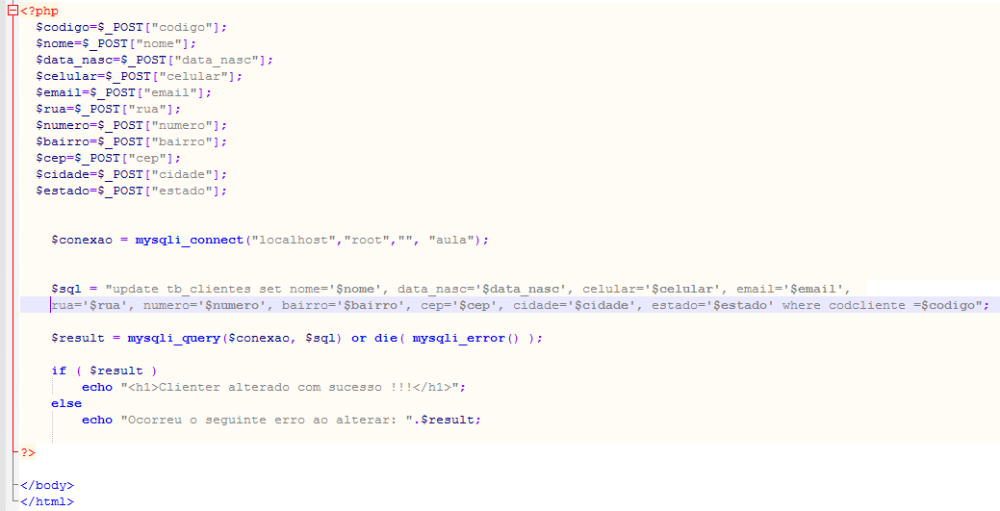 <?php
$codigo=$_POST["codigo"];
$nome=$_POST["nome"];
$data_nasc=$_POST["data_nasc"];
$celular=$_POST["celular"];
$email=$_POST["email"];
$rua=$_POST["rua"];
$numero=$_POST["numero"];
$bairro=$_POST["bairro"];
$cep=$_POST["cep"];
$cidade=$_POST["cidade"];
$estado=$_POST["estado"];
$conexao = mysqli_connect("localhost","root","", "aula");
$sql = "update tb_clientes set nome='$nome', data_nasc='$data_nasc', celular='$celular', email='$email',
rua='$rua', numero='$numero', bairro='$bairro', cep='$cep', cidade='$cidade', estado='$estado' where codcliente =$codigo";
$result = mysqli_query($conexao, $sql) or die( mysqli_error() );
if ( $result )
echo "<h1>Clienter alterado com sucesso !!!</h1>";
else
echo "Ocorreu o seguinte erro ao alterar: ".$result;
?>
</body>
</html>